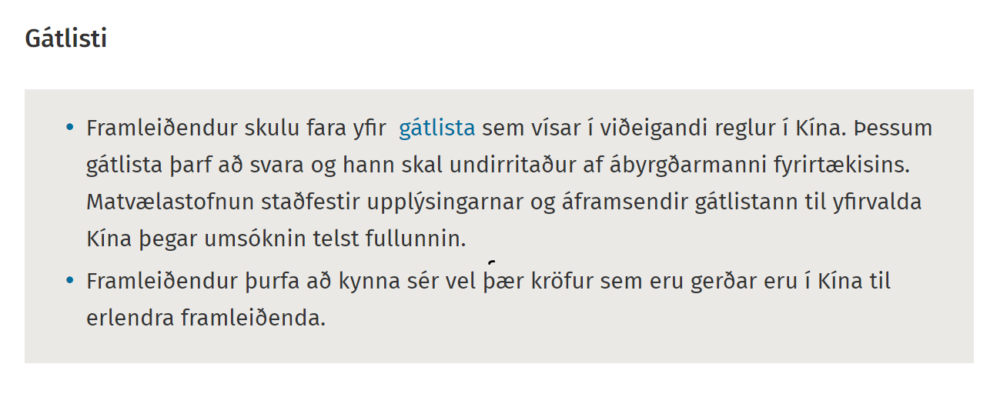 Gátlisti
Framleiðendur skulu fara yfir gátlista sem vísar í viðeigandi reglur í Kína. Þessum
gátlista þarf að svara og hann skal undirritaður af ábyrgðarmanni fyrirtækisins.
Matvælastofnun staðfestir upplýsingarnar og áframsendir gátlistann til yfirvalda
Kína þegar umsóknin telst fullunnin.
Framleiðendur þurfa að kynna sér vel þær kröfur sem eru gerðar eru í Kína til
erlendra framleiðenda.